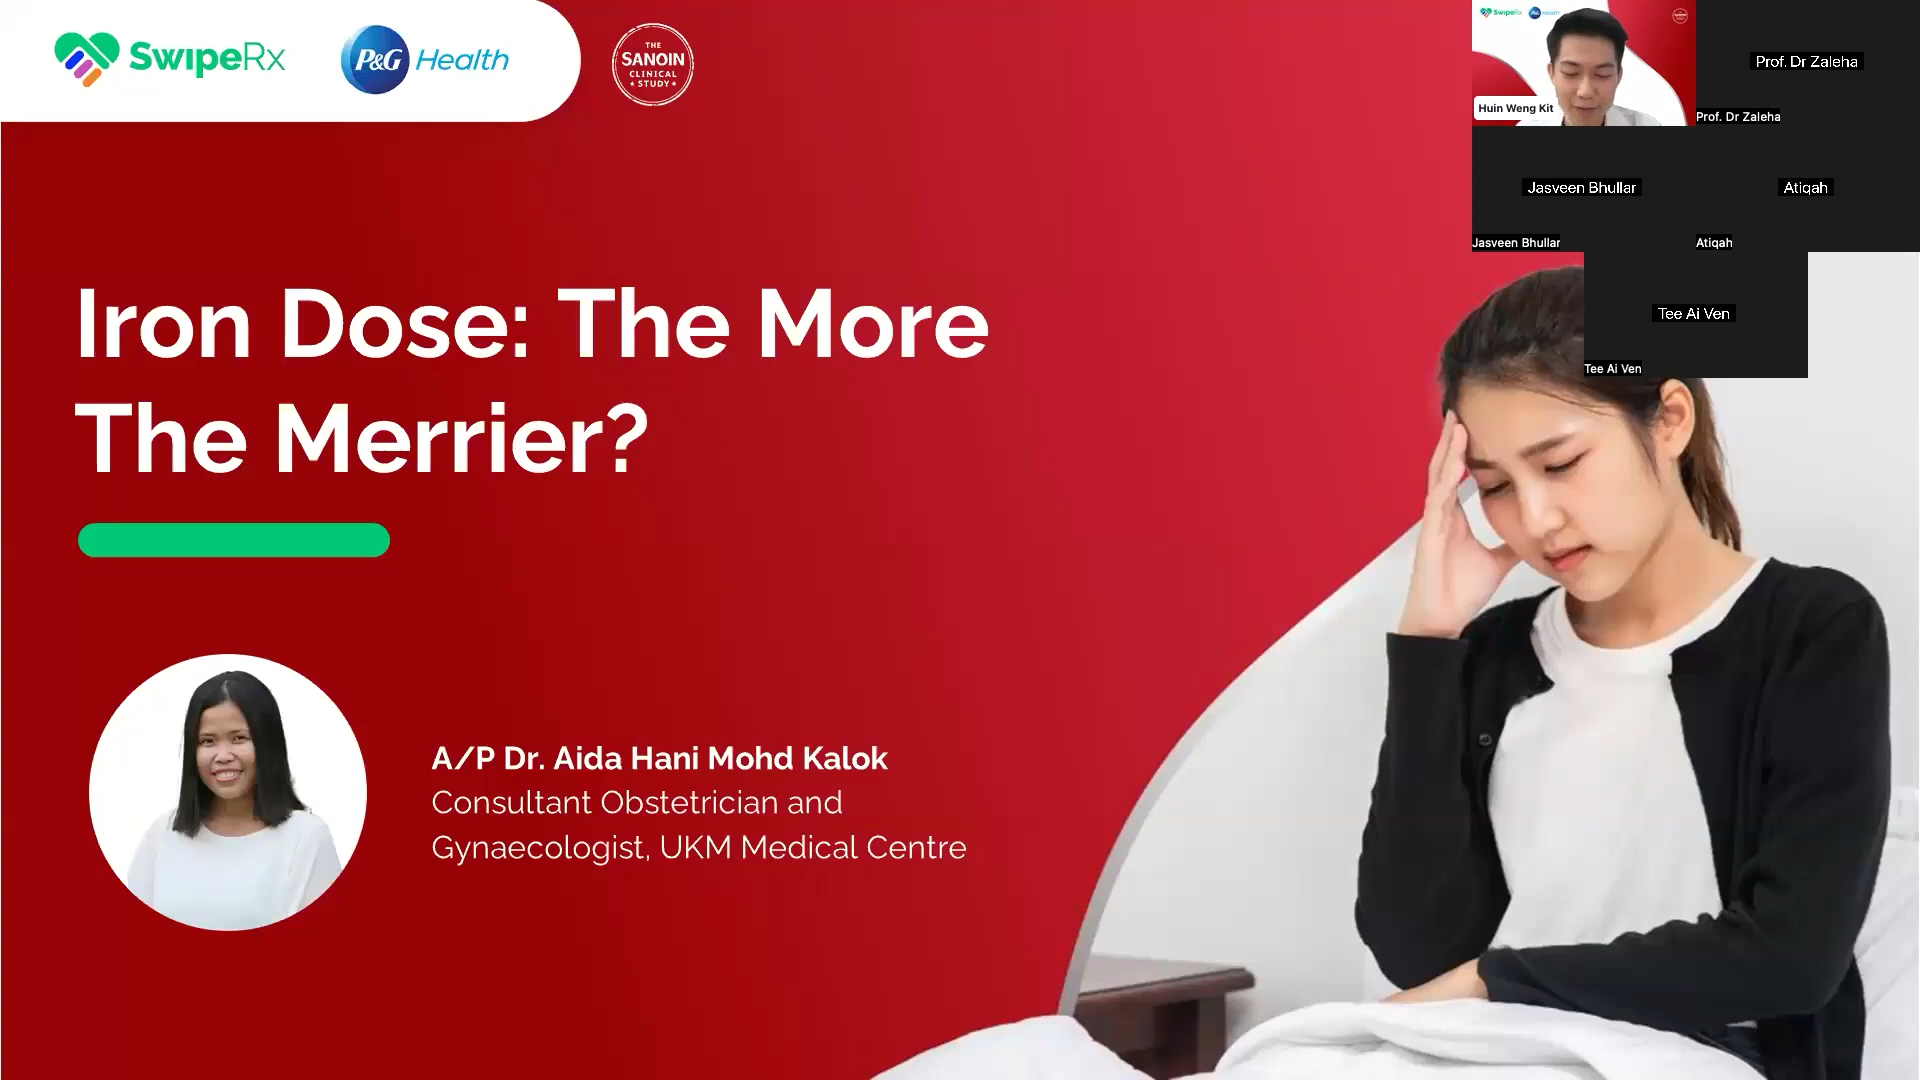 SwipeRx
P&G Health
THE
SANOIN
CLINICAL
STUDY
Iron Dose: The More
The Merrier?
A/P Dr. Aida Hani Mohd Kalok
Consultant Obstetrician and
Gynaecologist, UKM Medical Centre
SwipeRx
P&G Health
Huin Weng Kit
Prof. Dr Zaleha
Prof. Dr Zaleha
Jasveen Bhullar
Jasveen Bhullar
Atiqah
Atiqah
Tee Ai Ven
Tee Ai Ven